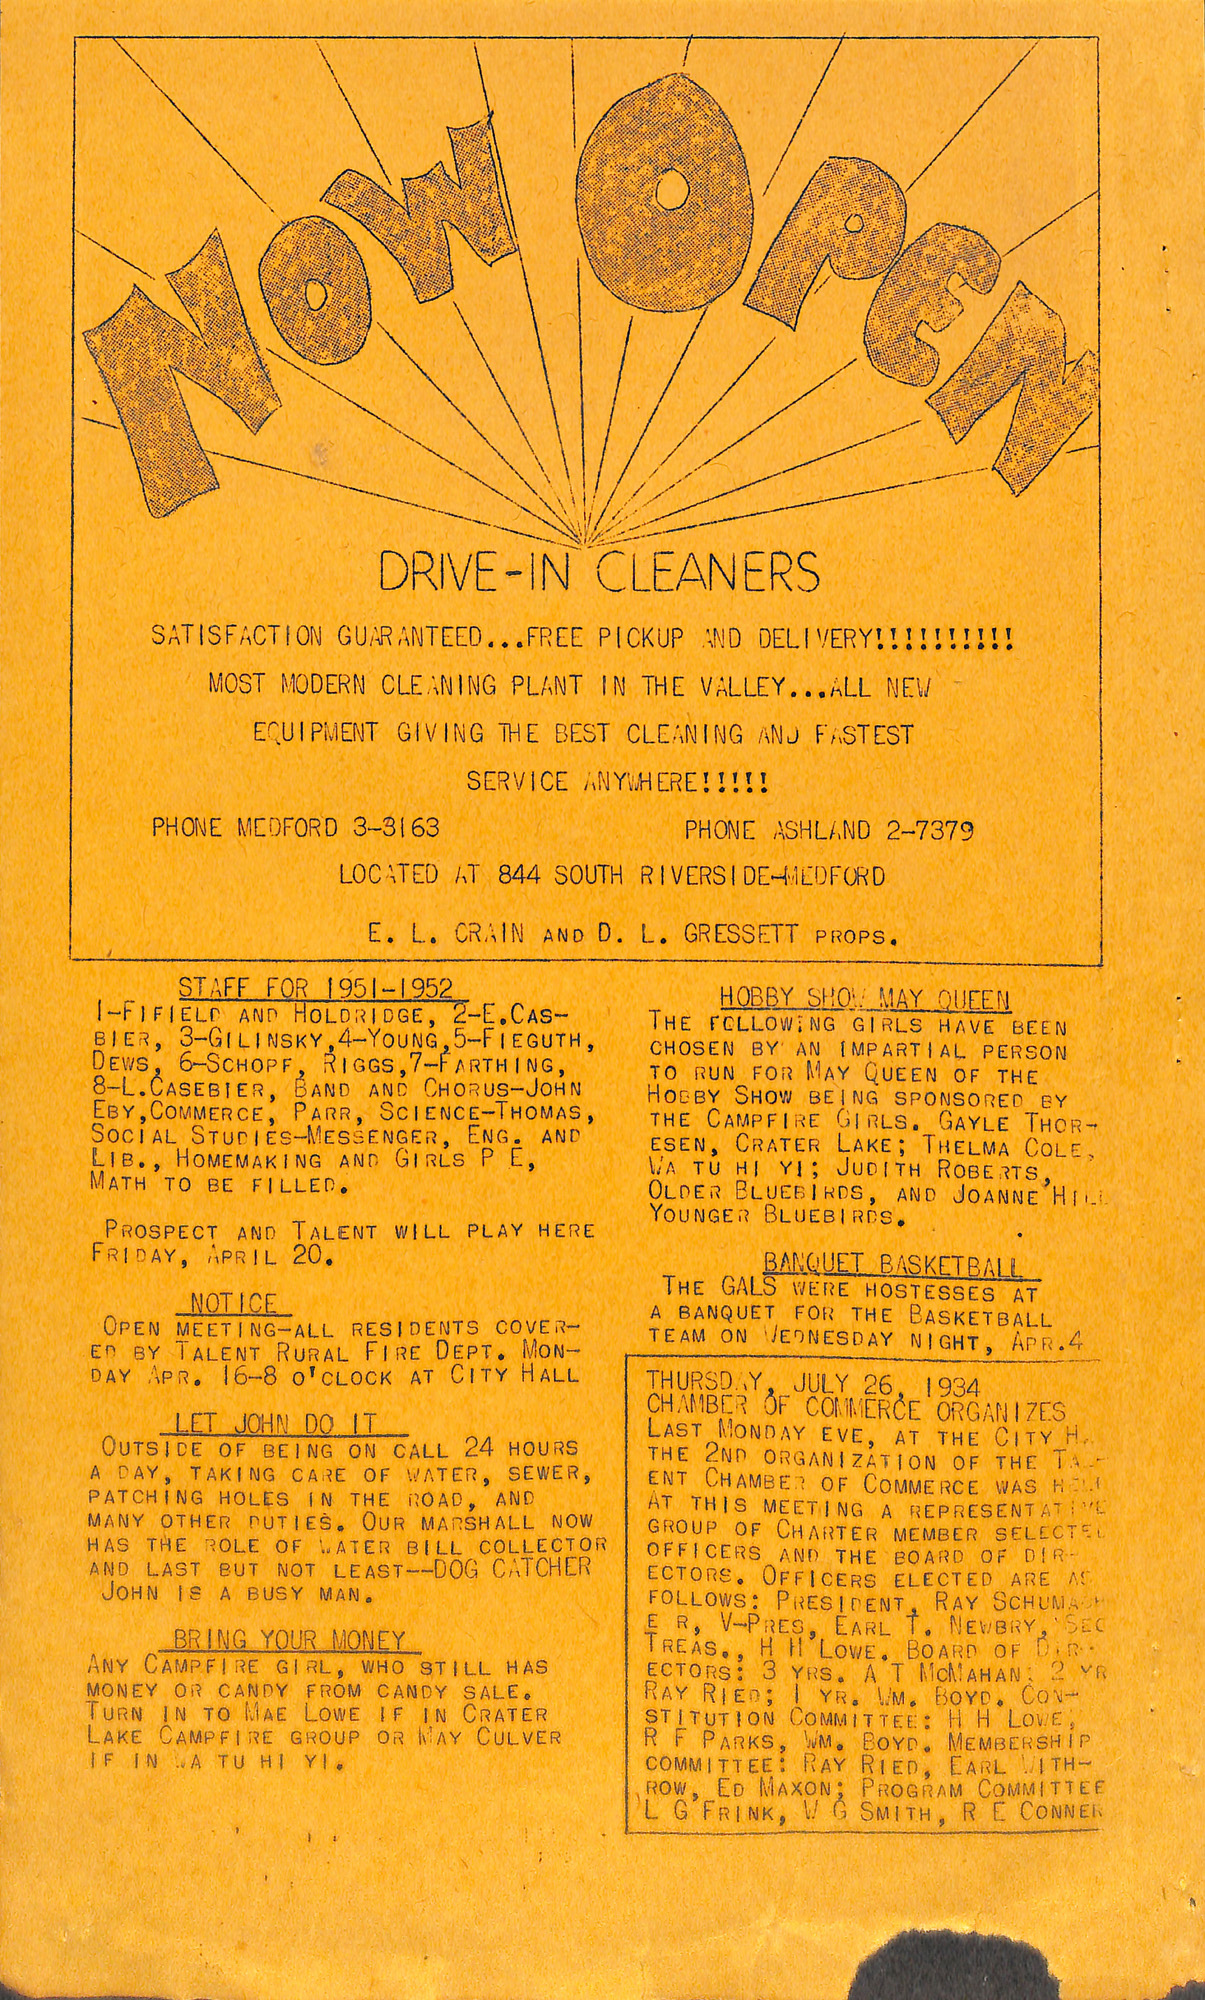 NOW OPEN
DRIVE-IN CLEANERS
SATISFACTION GUARANTEED...FREE PICKUP AND DELIVERY!!!!!!!!!!
MOST MODERN CLEANING PLANT IN THE VALLEY...ALL NEW
EQUIPMENT GIVING THE BEST CLEANING AND FASTEST
SERVICE ANYWHERE!!!!!
PHONE MEDFORD 3-3163 PHONE ASHLAND 2-7379
LOCATED AT 844 SOUTH RIVERSIDE-MEDFORD
E. L. CRAIN AND D. L. GRESSETT PROPS.
STAFF FOR 1951-1952
1-FIFIELD AND HOLDRIDGE, 2-E.CAS-
BIER, 3-GILINSKY,4-YOUNG,5-FIEGUTH,
DEWS, 6-SCHOPF, RIGGS,7-FARTHING,
8-L.CASEBIER, BAND AND CHORUS-JOHN
EBY,COMMERCE, PARR, SCIENCE-THOMAS,
SOCIAL STUDIES-MESSENGER, ENG. AND
LIB., HOMEMAKING AND GIRLS P E,
MATH TO BE FILLED.
PROSPECT AND TALENT WILL PLAY HERE
FRIDAY, APRIL 20.
NOTICE
OPEN MEETING-ALL RESIDENTS COVER-
ED BY TALENT RURAL FIRE DEPT. MON-
DAY APR. 16-8 O'CLOCK AT CITY HALL
LET JOHN DO IT
OUTSIDE OF BEING ON CALL 24 HOURS
A DAY, TAKING CARE OF WATER, SEWER,
PATCHING HOLES IN THE ROAD, AND
MANY OTHER DUTIES. OUR MARSHALL NOW
HAS THE ROLE OF WATER BILL COLLECTOR
AND LAST BUT NOT LEAST--DOG CATCHER
JOHN IS A BUSY MAN.
BRING YOUR MONEY
ANY CAMPFIRE GIRL, WHO STILL HAS
MONEY OR CANDY FROM CANDY SALE.
TURN IN TO MAE LOWE IF IN CRATER
LAKE CAMPFIRE GROUP OR MAY CULVER
IF IN WA TU HI YI.
HOBBY SHOW MAY QUEEN
THE FOLLOWING GIRLS HAVE BEEN
CHOSEN BY AN IMPARTIAL PERSON
TO RUN FOR MAY QUEEN OF THE
HOBBY SHOW BEING SPONSORED BY
THE CAMPFIRE GIRLS. GAYLE THOR-
ESEN, CRATER LAKE; THELMA COLE,
WA TU HI YI; JUDITH ROBERTS,
OLDER BLUEBIRDS, AND JOANNE HILL
YOUNGER BLUEBIRDS.
BANQUET BASKETBALL
THE GALS WERE HOSTESSES AT
A BANQUET FOR THE BASKETBALL
TEAM ON WEDNESDAY NIGHT, APR.4
THURSDAY, JULY 26, 1934
CHAMBER OF COMMERCE ORGANIZES
LAST MONDAY EVE, AT THE CITY H.
THE 2ND ORGANIZATION OF THE TAL-
ENT CHAMBER OF COMMERCE WAS HELD
AT THIS MEETING A REPRESENTATIVE
GROUP OF CHARTER MEMBER SELECTED
OFFICERS AND THE BOARD OF DIR-
ECTORS. OFFICERS ELECTED ARE AS
FOLLOWS: PRESIDENT, RAY SCHUMACH
E R, V-PRES, EARL T. NEWBRY, SEC
TREAS., H H LOWE. BOARD OF DIR-
ECTORS: 3 YRS. A T McMAHAN; 2 YR
RAY RIED; 1 YR. WM. BOYD. CON-
STITUTION COMMITTEE: H H LOWE,
R F PARKS, WM. BOYD. MEMBERSHIP
COMMITTEE: RAY RIED, EARL WITH-
ROW, ED MAXON; PROGRAM COMMITTEE
L G FRINK, W G SMITH, R E CONNER